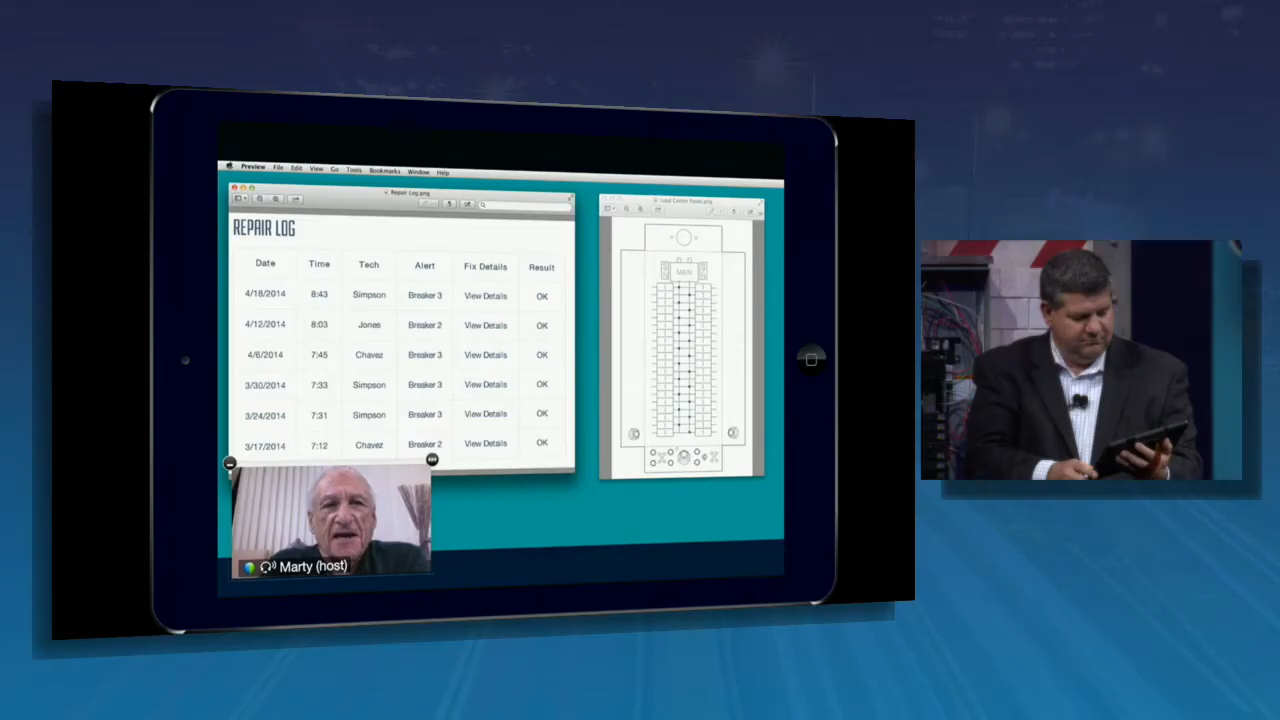 Preview File Edit View Go Tools Bookmarks Window Help
Repair Log.png
Load Center Panel.png
REPAIR LOG
Date Time Tech Alert Fix Details Result
4/18/2014 8:43 Simpson Breaker 3 View Details OK
4/12/2014 8:03 Jones Breaker 2 View Details OK
4/6/2014 7:45 Chavez Breaker 3 View Details OK
3/30/2014 7:33 Simpson Breaker 3 View Details OK
3/24/2014 7:31 Simpson Breaker 3 View Details OK
3/17/2014 7:12 Chavez Breaker 2 View Details OK
MAIN
Marty (host)